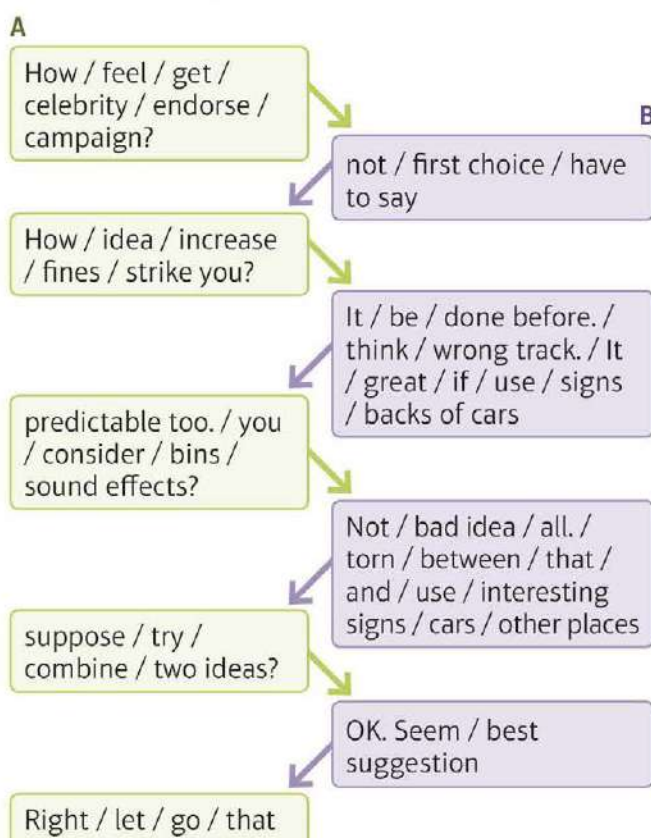 A
How / feel / get /
celebrity / endorse /
campaign?
B
not / first choice / have
to say
How / idea / increase
/ fines / strike you?
It / be / done before. /
think / wrong track. / It
/ great / if / use / signs
/ backs of cars
predictable too. / you
/ consider / bins /
sound effects?
Not / bad idea / all. /
torn / between / that /
and / use / interesting
signs / cars / other places
suppose / try /
combine / two ideas?
OK. Seem / best
suggestion
Right / let / go / that